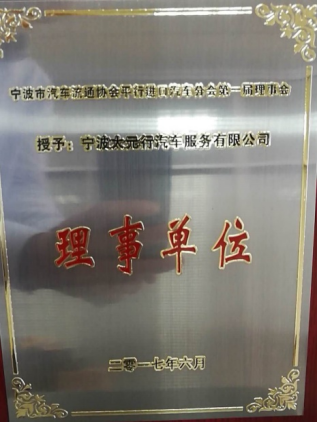 宁波市汽车流通协会平行进口汽车分会第一届理事会
授予：宁波太元行汽车服务有限公司
理事单位
二零一七年六月